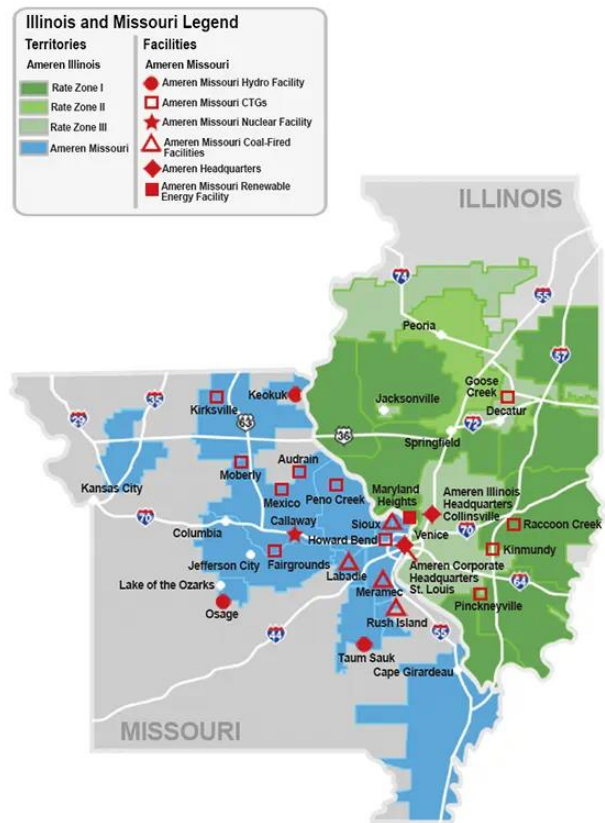 Illinois and Missouri Legend
Territories
Ameren Illinois
Rate Zone I
Rate Zone II
Rate Zone III
Ameren Missouri
Facilities
Ameren Missouri
Ameren Missouri Hydro Facility
Ameren Missouri CTGs
Ameren Missouri Nuclear Facility
Ameren Missouri Coal-Fired
Facilities
Ameren Headquarters
Ameren Missouri Renewable
Energy Facility
ILLINOIS
74
55
Peoria
57
Goose
Creek
Keokuk
Jacksonville
Decatur
Kirksville
35
29
63
72
36
Springfield
Audrain
Moberly
Maryland
Heights
Ameren Illinois
Headquarters
Collinsville
Kansas City
Mexico
Peno Creek
70
Callaway
Sioux
Raccoon Creek
Columbia
Howard Bend
Venice
70
Kinmundy
Jefferson City
Fairgrounds
Labadie
Ameren Corporate
Headquarters
St. Louis
64
Lake of the Ozarks
Meramec
Pinckneyville
Osage
Rush Island
44
55
Taum Sauk
Cape Girardeau
MISSOURI